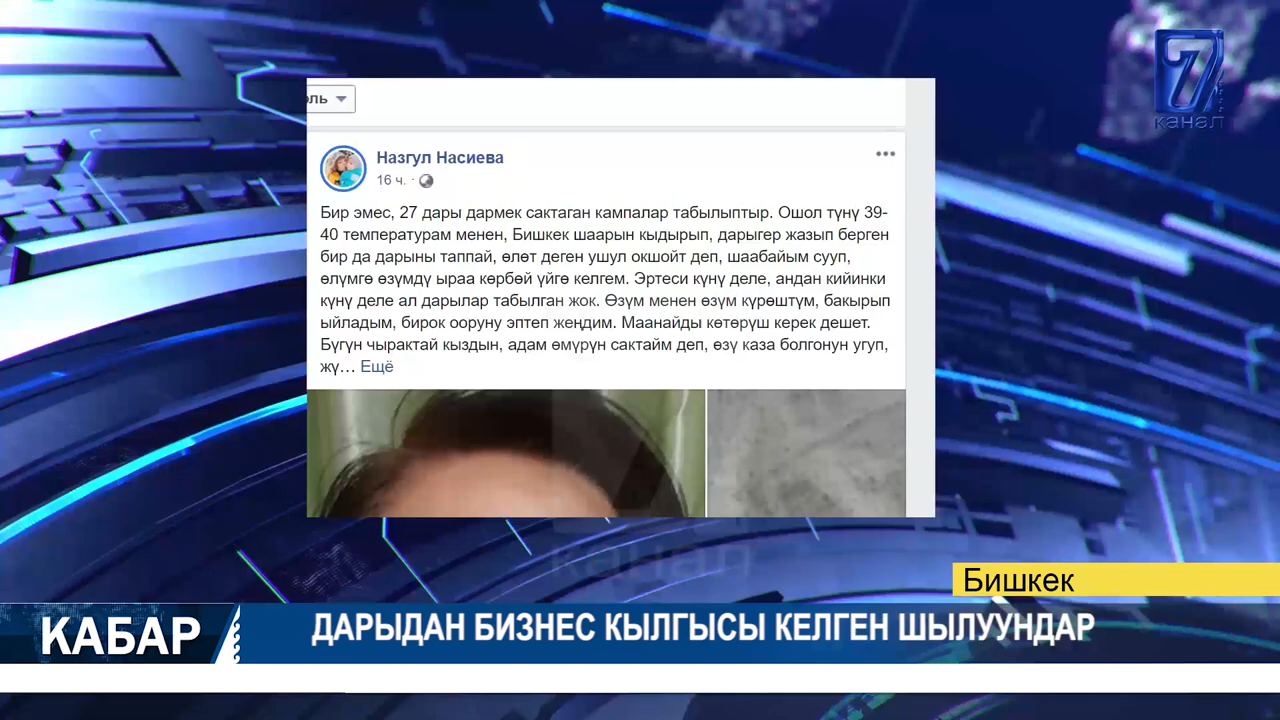 7
канал
оль
Назгул Насиева
16 ч. ·
Бир эмес, 27 дары дармек сактаган кампалар табылыптыр. Ошол түнү 39-
40 температурам менен, Бишкек шаарын кыдырып, дарыгер жазып берген
бир да дарыны таппай, өлөт деген ушул окшойт деп, шаабайым сууп,
өлүмгө өзүмдү ыраа көрбөй үйгө келгем. Эртеси күнү деле, андан кийинки
күнү деле ал дарылар табылган жок. Өзүм менен өзүм күрөштүм, бакырып
ыйладым, бирок ооруну эптеп жеңдим. Маанайды көтөрүш керек дешет.
Бүгүн чырактай кыздын, адам өмүрүн сактайм деп, өзү каза болгонун угуп,
жү… Ещё
7
канал
Бишкек
КАБАР
ДАРЫДАН БИЗНЕС КЫЛГЫСЫ КЕЛГЕН ШЫЛУУНДАР